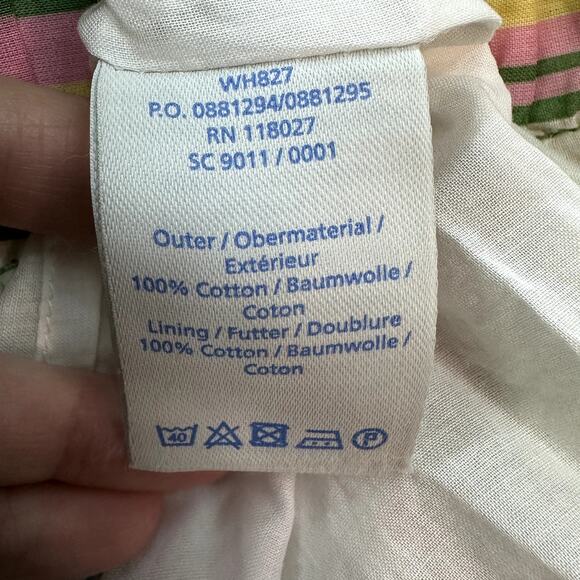 WH827
P.O. 0881294/0881295
RN 118027
SC 9011 / 0001
Outer / Obermaterial /
Extérieur
100% Cotton / Baumwolle /
Coton
Lining / Futter / Doublure
100% Cotton / Baumwolle /
Coton
40 P